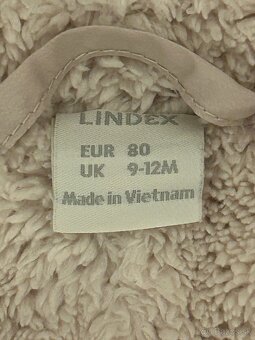 LINDEX
EUR 80
UK 9-12M
Made in Vietnam